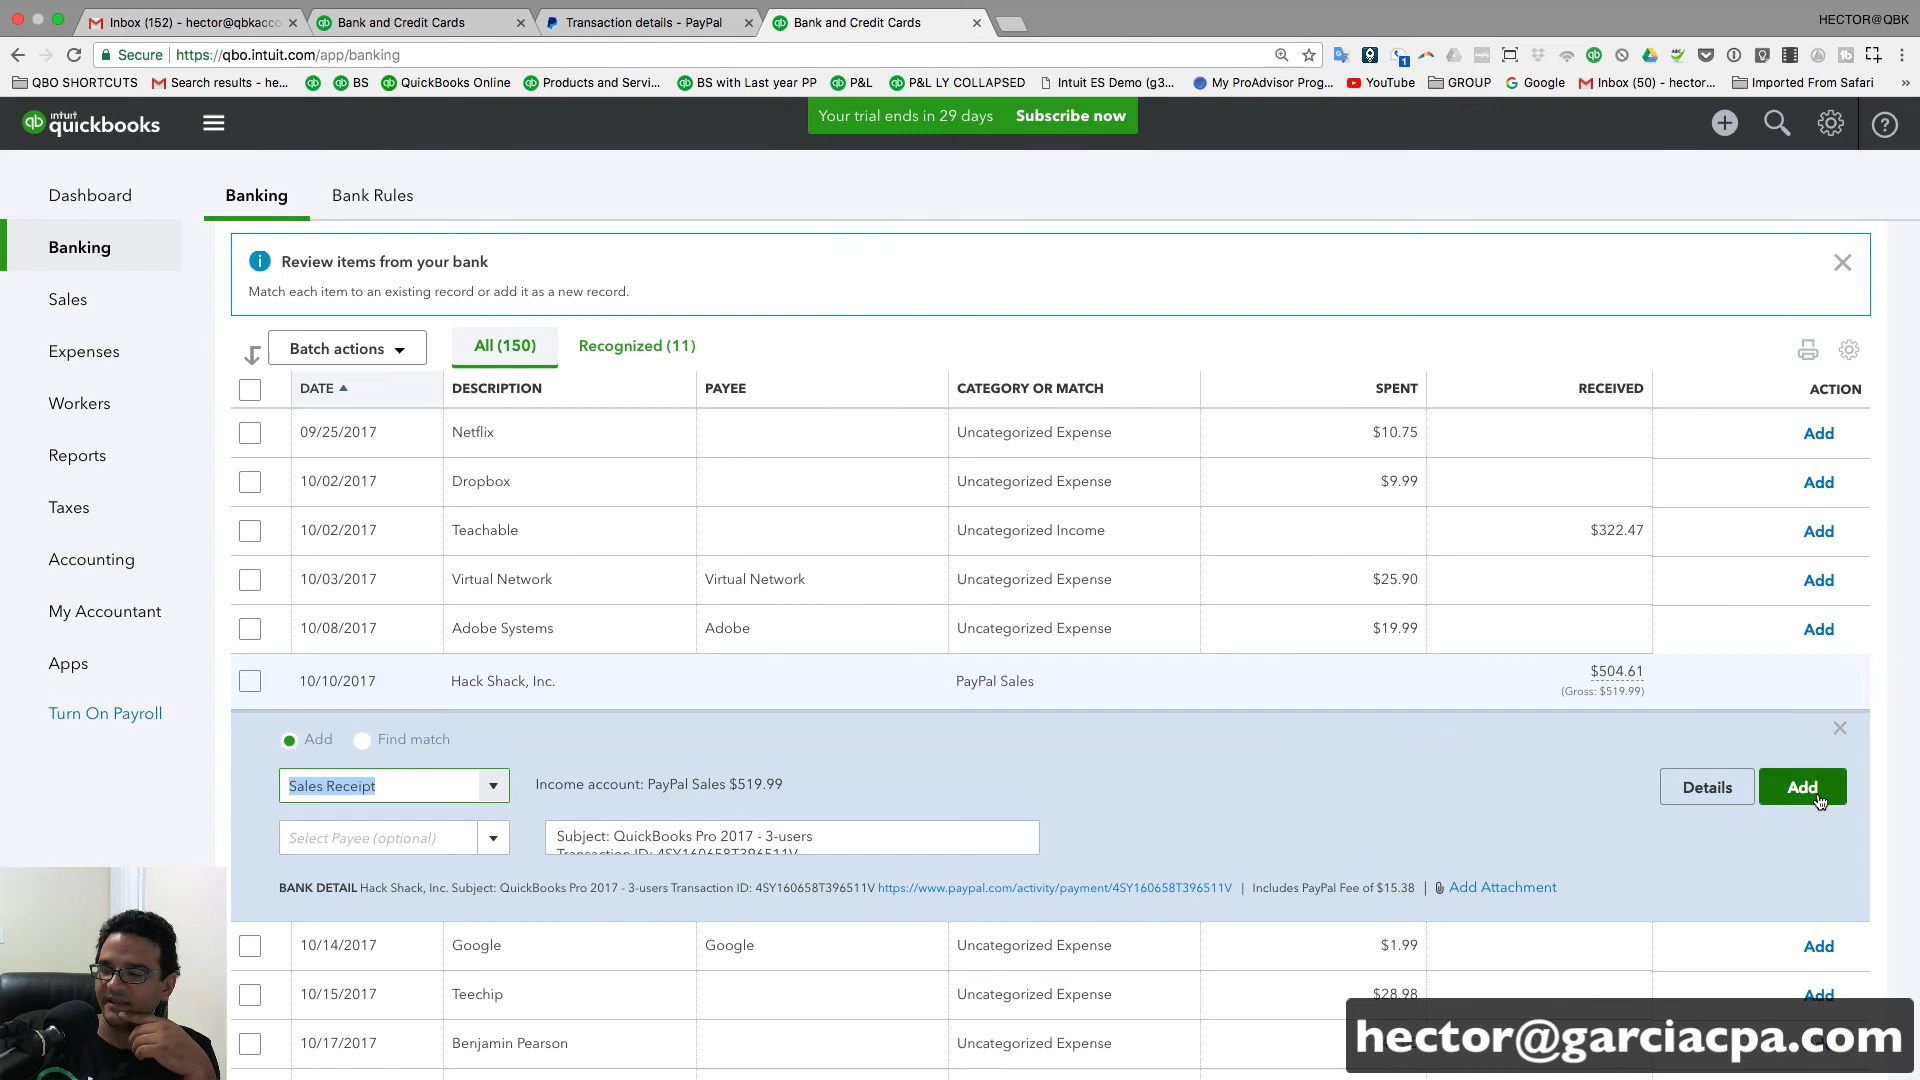 Inbox (152) - hector@qbkacco
Bank and Credit Cards
Transaction details - PayPal
Bank and Credit Cards
HECTOR@QBK
Secure
https://qbo.intuit.com/app/banking
QBO SHORTCUTS
Search results - he...
BS
QuickBooks Online
Products and Servi...
BS with Last year PP
P&L
P&L LY COLLAPSED
Intuit ES Demo (g3...
My ProAdvisor Prog...
YouTube
GROUP
Google
Inbox (50) - hector...
Imported From Safari
»
intuit
quickbooks
Your trial ends in 29 days
Subscribe now
Dashboard
Banking
Sales
Expenses
Workers
Reports
Taxes
Accounting
My Accountant
Apps
Turn On Payroll
Banking
Bank Rules
Review items from your bank
Match each item to an existing record or add it as a new record.
Batch actions
All (150)
Recognized (11)
DATE DESCRIPTION PAYEE CATEGORY OR MATCH SPENT RECEIVED ACTION
09/25/2017 Netflix Uncategorized Expense $10.75 Add
10/02/2017 Dropbox Uncategorized Expense $9.99 Add
10/02/2017 Teachable Uncategorized Income $322.47 Add
10/03/2017 Virtual Network Virtual Network Uncategorized Expense $25.90 Add
10/08/2017 Adobe Systems Adobe Uncategorized Expense $19.99 Add
10/10/2017 Hack Shack, Inc. PayPal Sales $504.61
(Gross: $519.99)
Add Find match
Sales Receipt
Income account: PayPal Sales $519.99
Details
Add
Select Payee (optional)
Subject: QuickBooks Pro 2017 - 3-users
Transaction ID: 4SY160658T396511V
BANK DETAIL Hack Shack, Inc. Subject: QuickBooks Pro 2017 - 3-users Transaction ID: 4SY160658T396511V https://www.paypal.com/activity/payment/4SY160658T396511V | Includes PayPal Fee of $15.38 | Add Attachment
10/14/2017 Google Google Uncategorized Expense $1.99 Add
10/15/2017 Teechip Uncategorized Expense $28.98 Add
10/17/2017 Benjamin Pearson Uncategorized Expense
hector@garciacpa.com